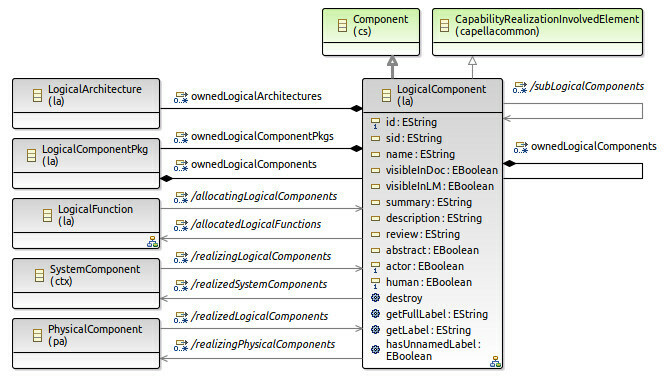 Component
(cs)
CapabilityRealizationInvolvedElement
(capellacommon)
LogicalArchitecture
(la)
0..*
ownedLogicalArchitectures
LogicalComponentPkg
(la)
0..*
ownedLogicalComponentPkgs
0..*
ownedLogicalComponents
LogicalFunction
(la)
0..*
/allocatingLogicalComponents
0..*
/allocatedLogicalFunctions
SystemComponent
(ctx)
0..*
/realizingLogicalComponents
0..*
/realizedSystemComponents
PhysicalComponent
(pa)
0..*
/realizedLogicalComponents
0..*
/realizingPhysicalComponents
LogicalComponent
(la)
1
id : EString
sid : EString
name : EString
visibleInDoc : EBoolean
visibleInLM : EBoolean
summary : EString
description : EString
review : EString
abstract : EBoolean
1
actor : EBoolean
1
human : EBoolean
destroy
getFullLabel : EString
getLabel : EString
hasUnnamedLabel :
EBoolean
0..*
/subLogicalComponents
0..*
ownedLogicalComponents